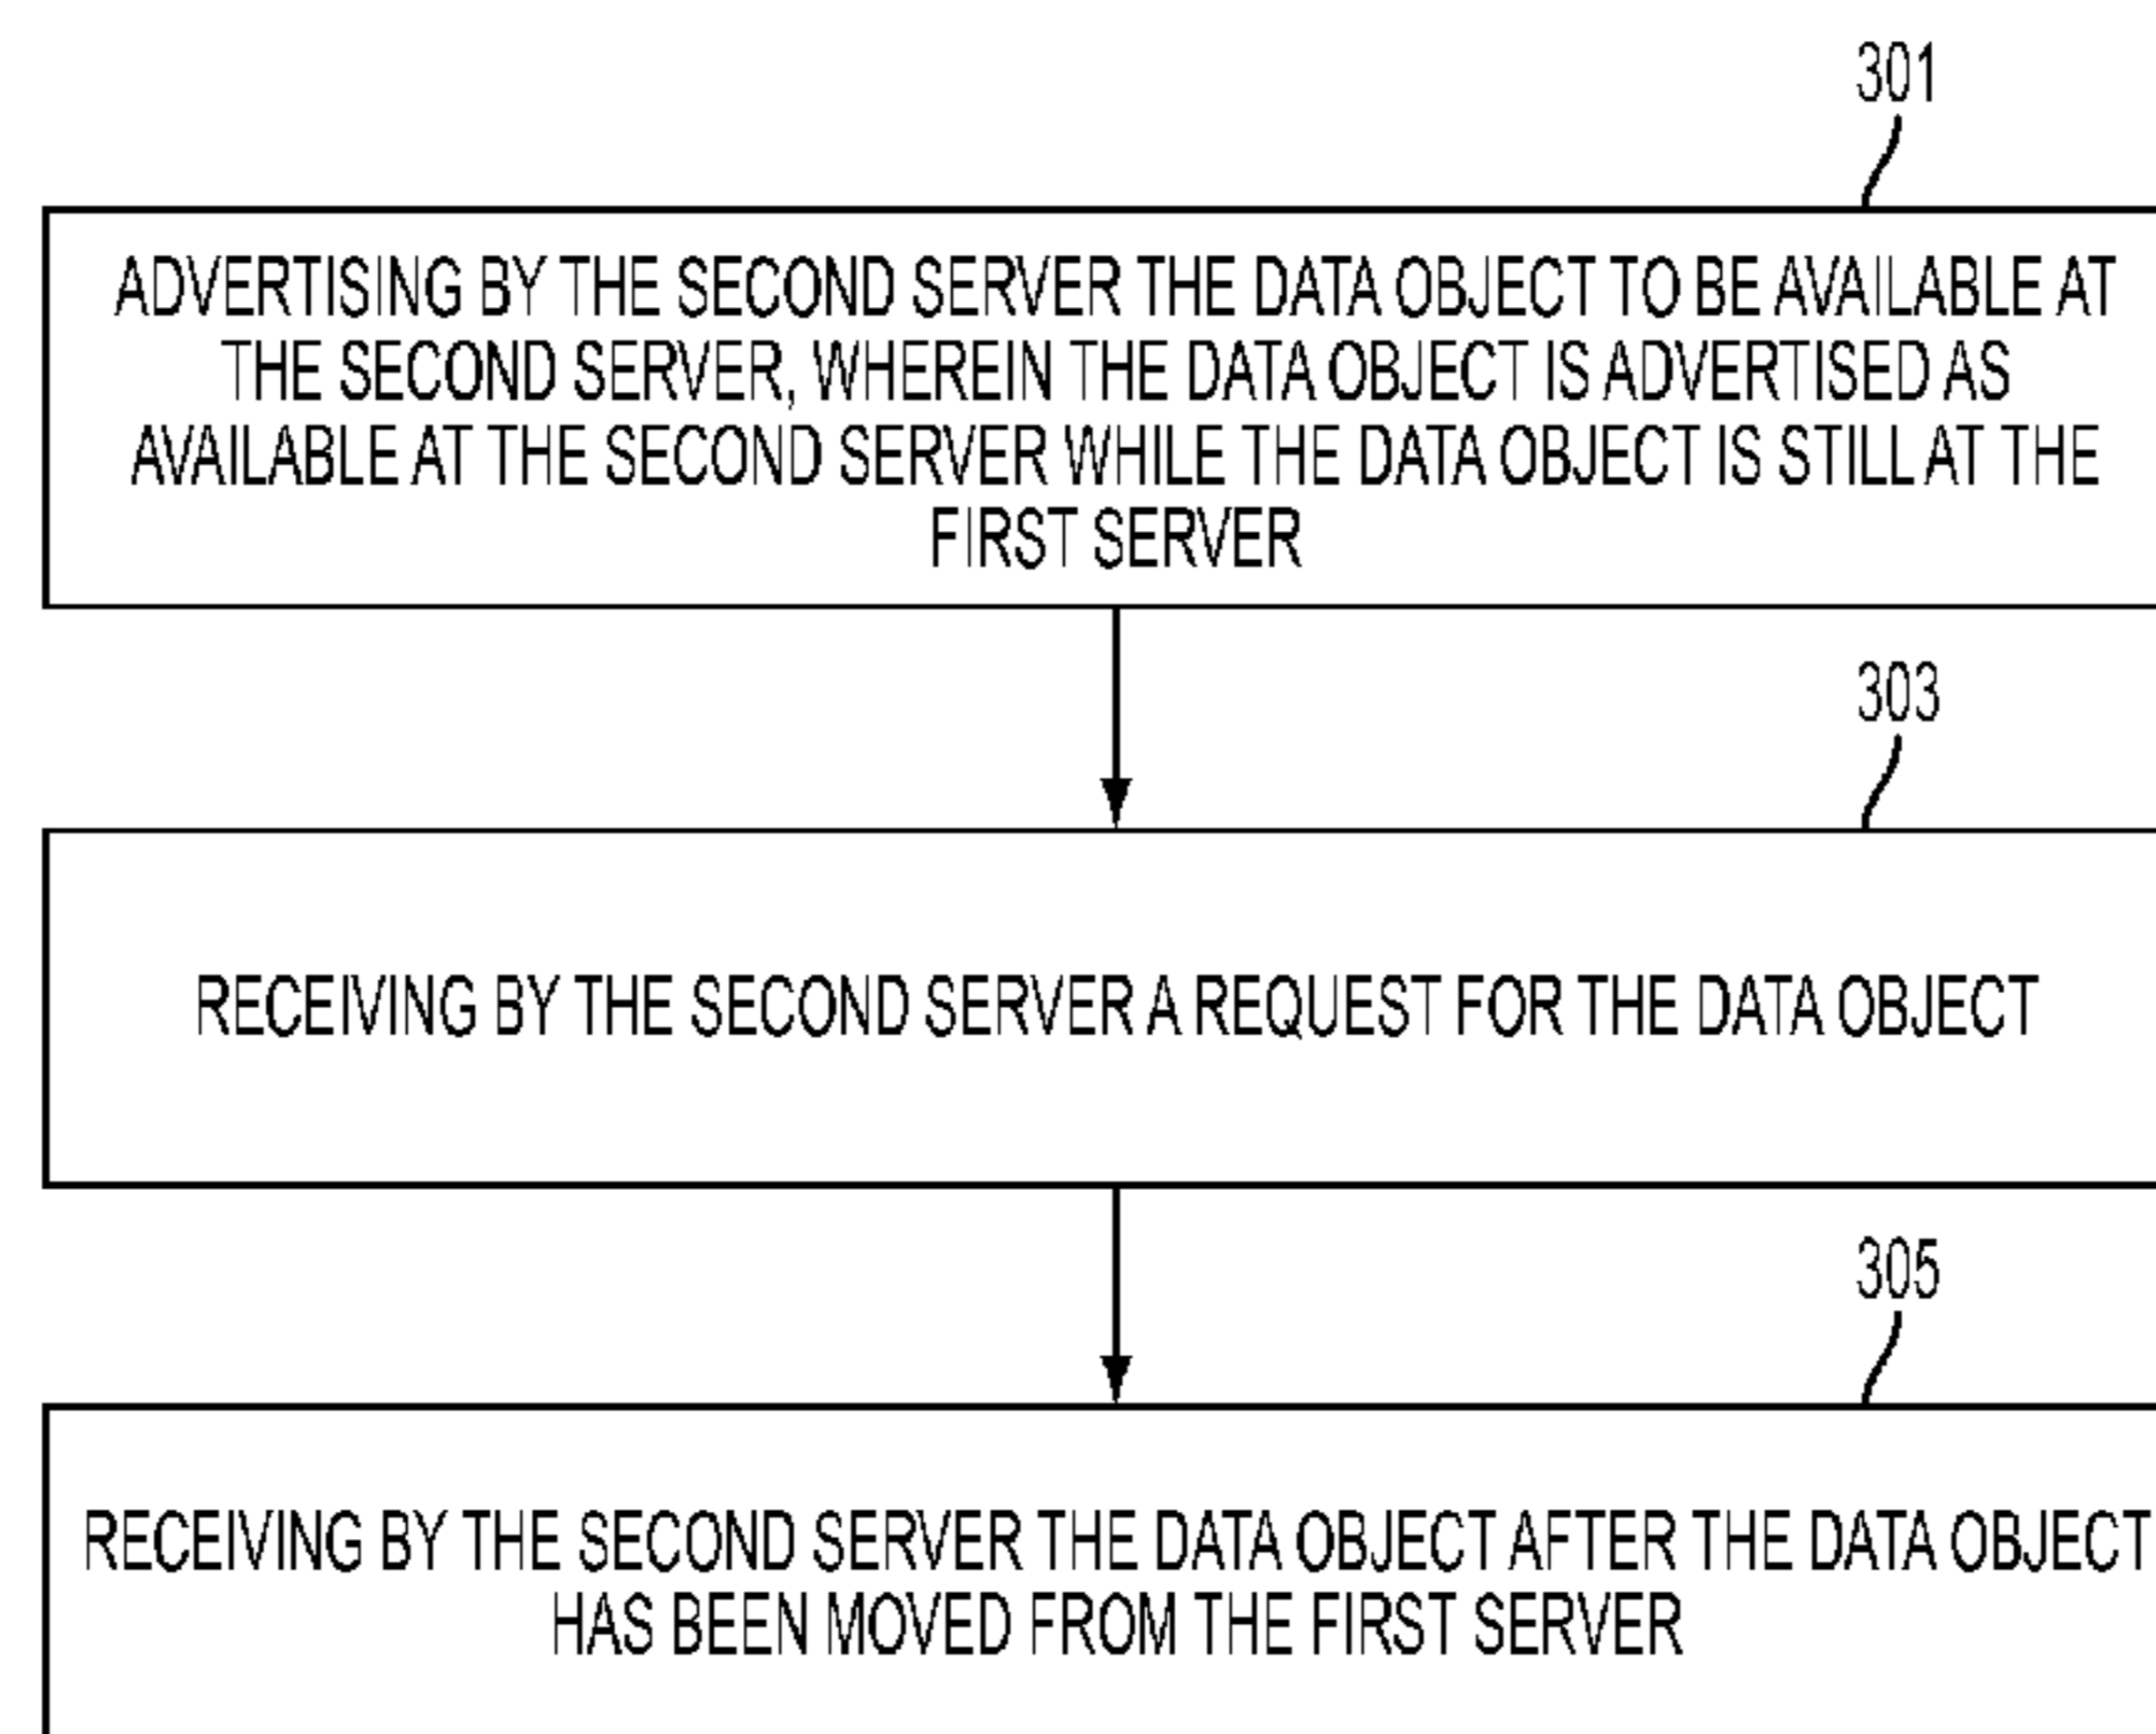 301
ADVERTISING BY THE SECOND SERVER THE DATA OBJECT TO BE AVAILABLE AT
THE SECOND SERVER, WHEREIN THE DATA OBJECT IS ADVERTISED AS
AVAILABLE AT THE SECOND SERVER WHILE THE DATA OBJECT IS STILL AT THE
FIRST SERVER
303
RECEIVING BY THE SECOND SERVER A REQUEST FOR THE DATA OBJECT
305
RECEIVING BY THE SECOND SERVER THE DATA OBJECT AFTER THE DATA OBJECT
HAS BEEN MOVED FROM THE FIRST SERVER